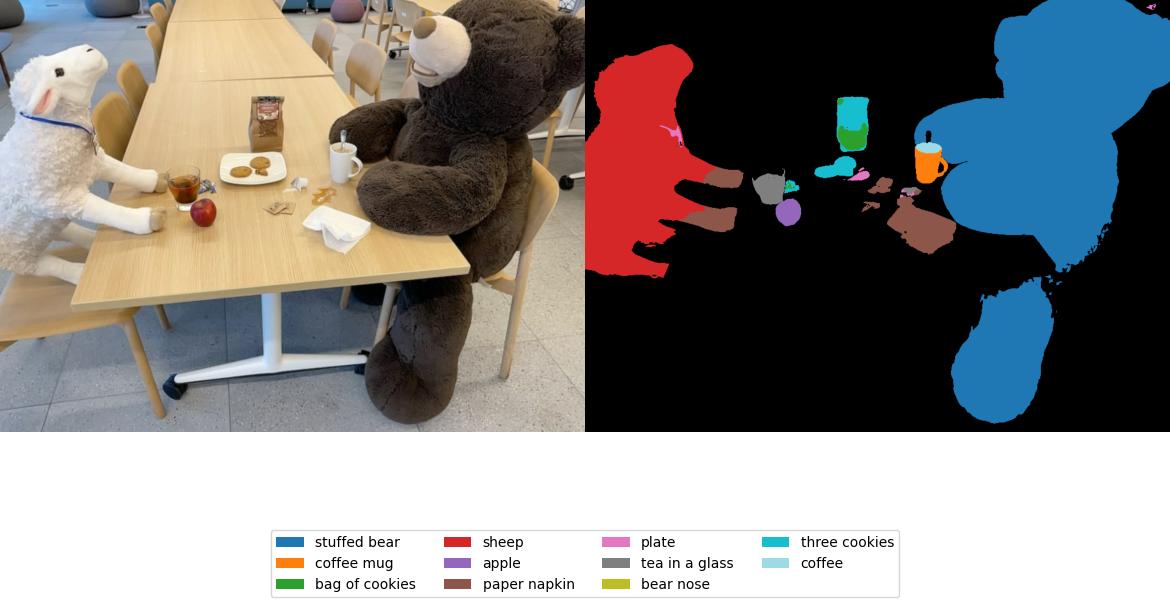 stuffed bear
coffee mug
bag of cookies
sheep
apple
paper napkin
plate
tea in a glass
bear nose
three cookies
coffee